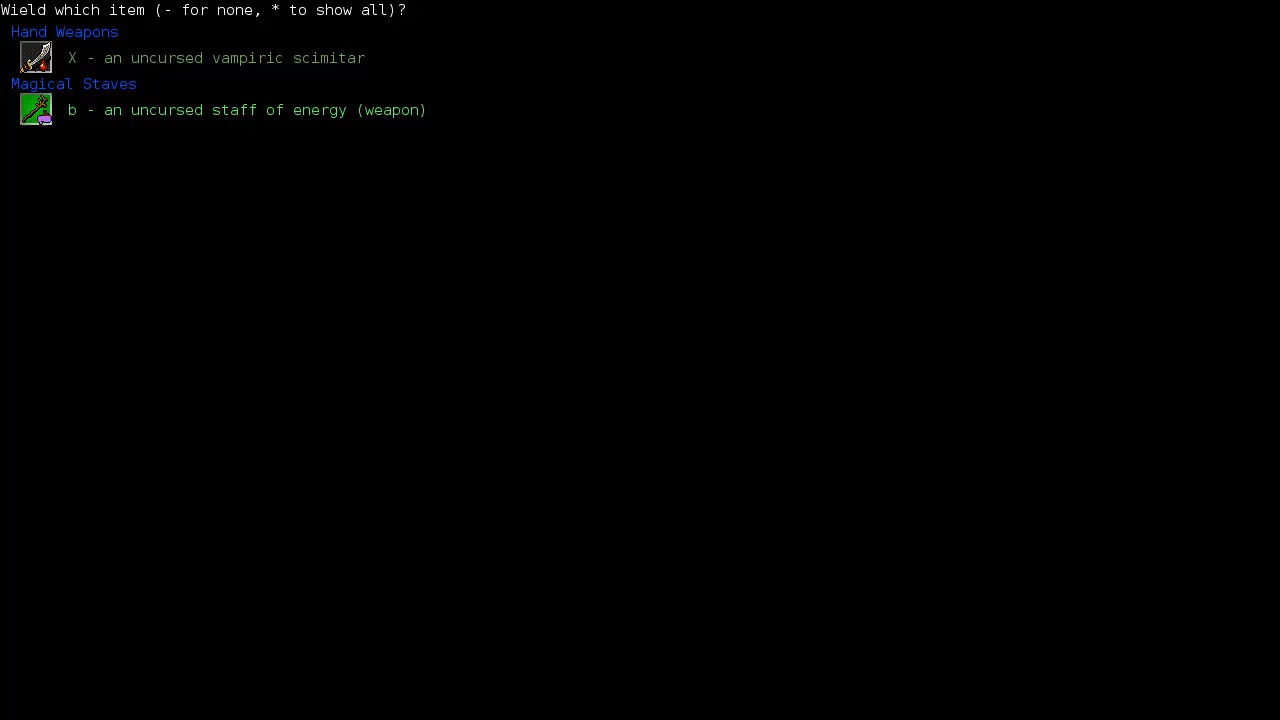 Wield which item (- for none, * to show all)?
Hand Weapons
X - an uncursed vampiric scimitar
Magical Staves
b - an uncursed staff of energy (weapon)